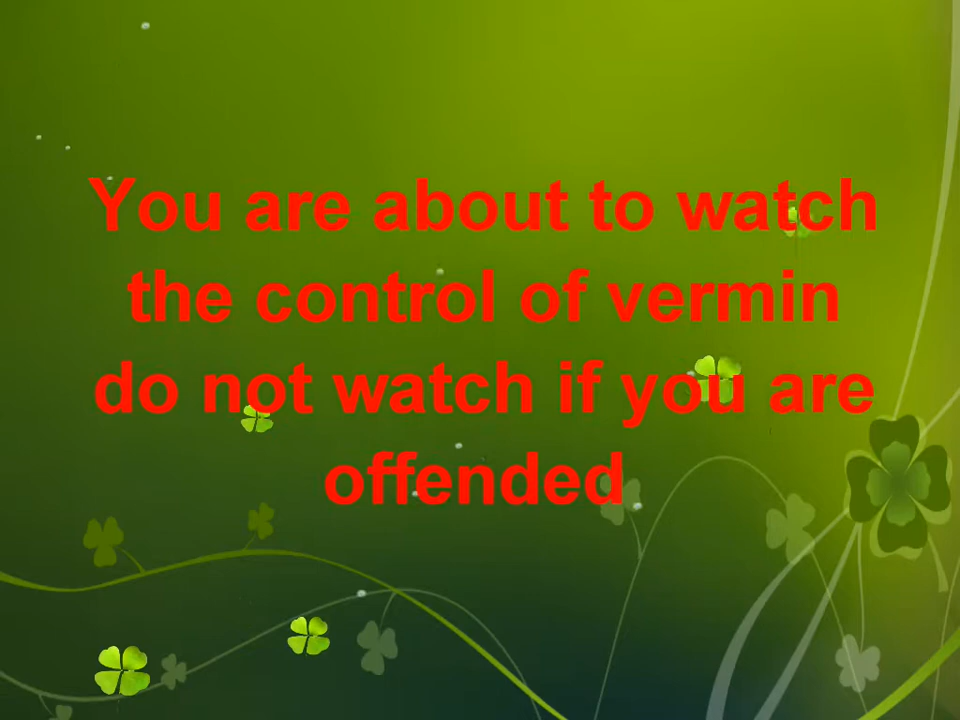 You are about to watch
the control of vermin
do not watch if you are
offended